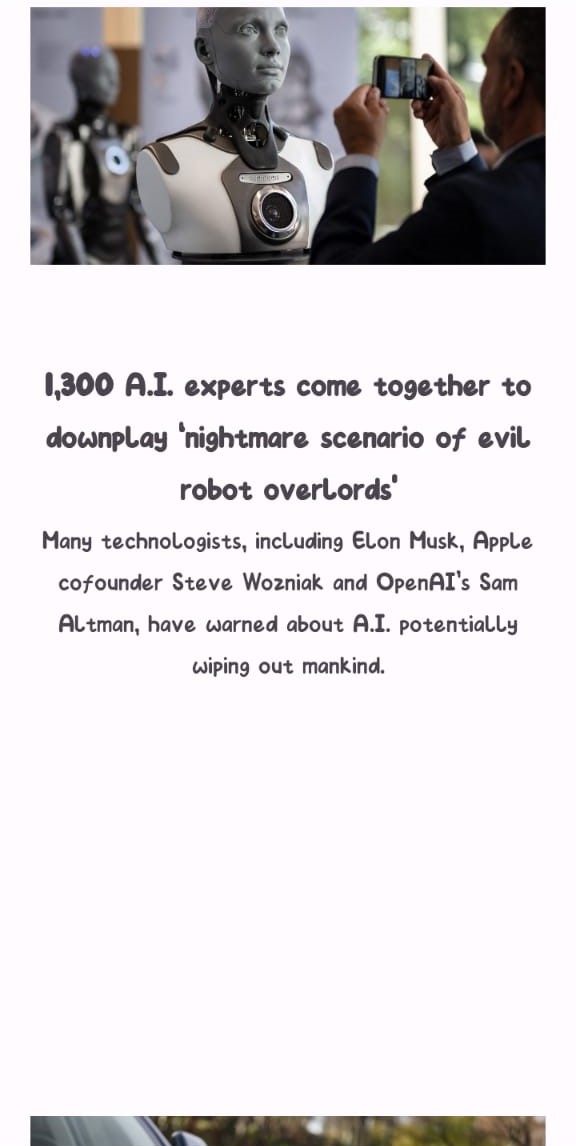 1,300 A.I. experts come together to
downplay 'nightmare scenario of evil
robot overlords'
Many technologists, including Elon Musk, Apple
cofounder Steve Wozniak and OpenAI's Sam
Altman, have warned about A.I. potentially
wiping out mankind.